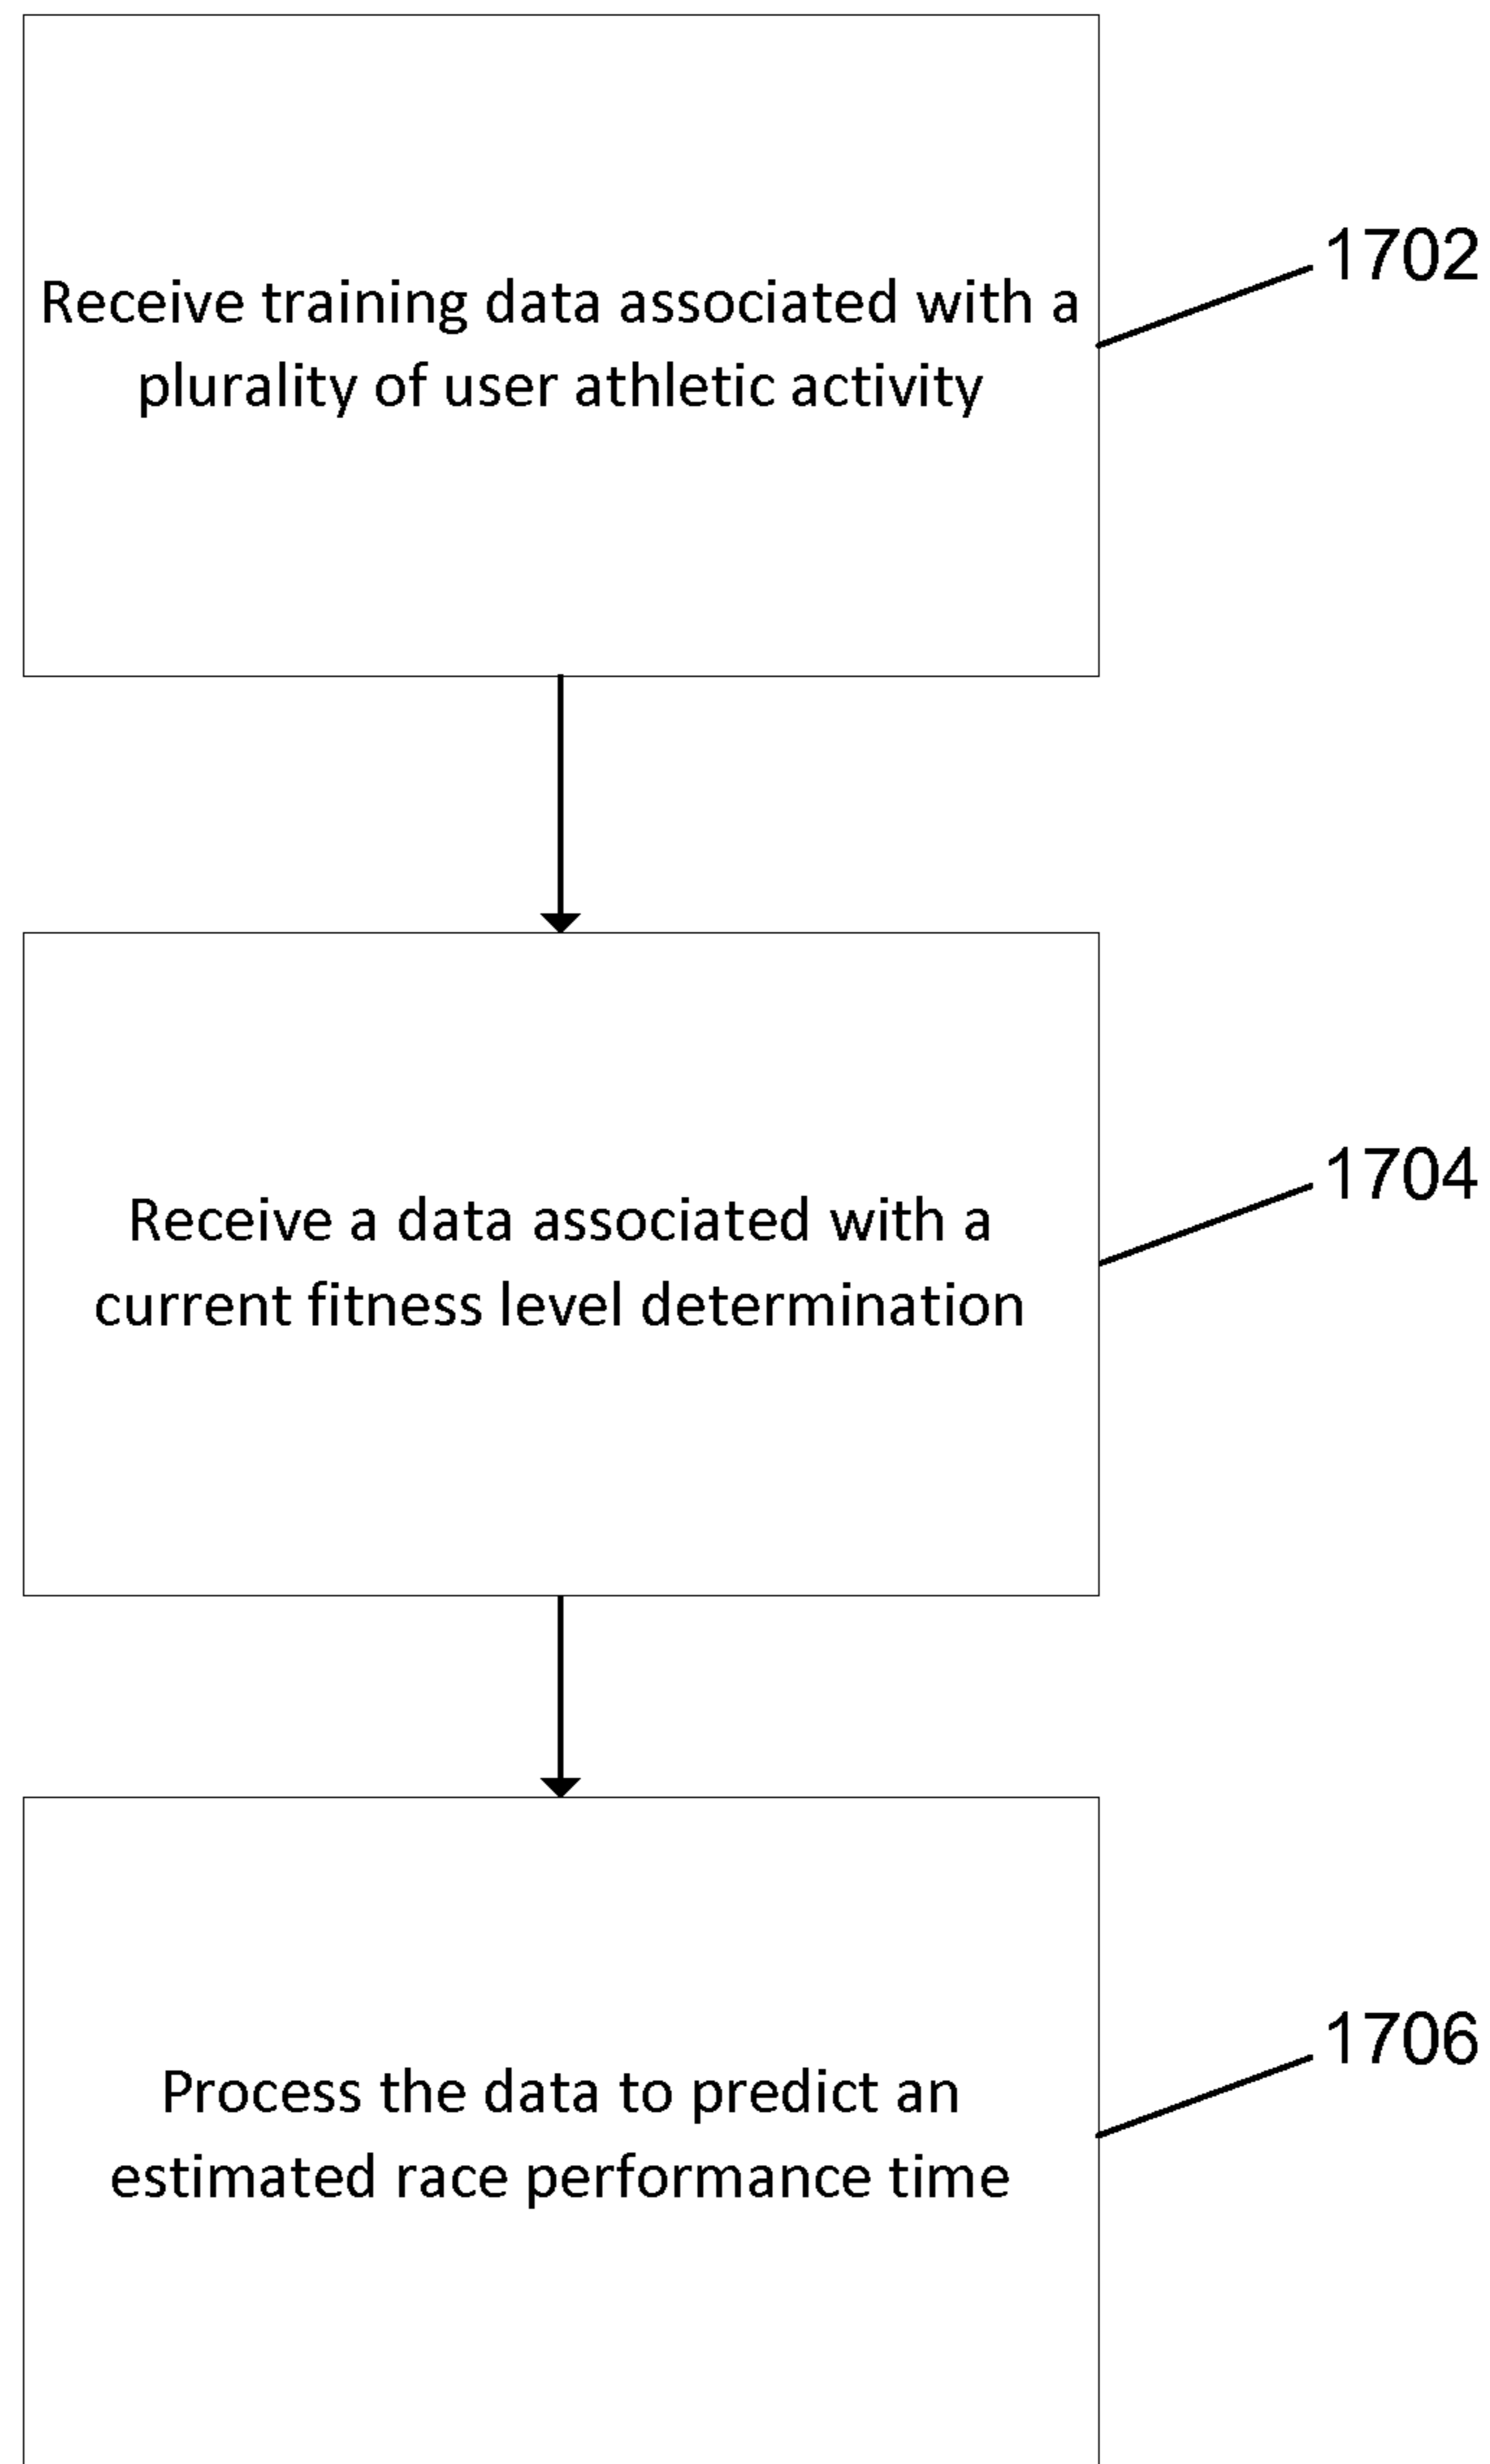 Receive training data associated with a
plurality of user athletic activity
1702
Receive a data associated with a
current fitness level determination
1704
Process the data to predict an
estimated race performance time
1706